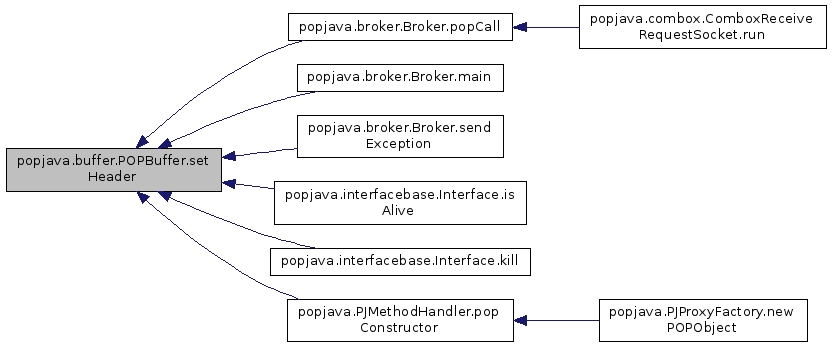 popjava.buffer.POPBuffer.set
Header
popjava.broker.Broker.popCall
popjava.combox.ComboxReceive
RequestSocket.run
popjava.broker.Broker.main
popjava.broker.Broker.send
Exception
popjava.interfacebase.Interface.is
Alive
popjava.interfacebase.Interface.kill
popjava.PJMethodHandler.pop
Constructor
popjava.PJProxyFactory.new
POPObject